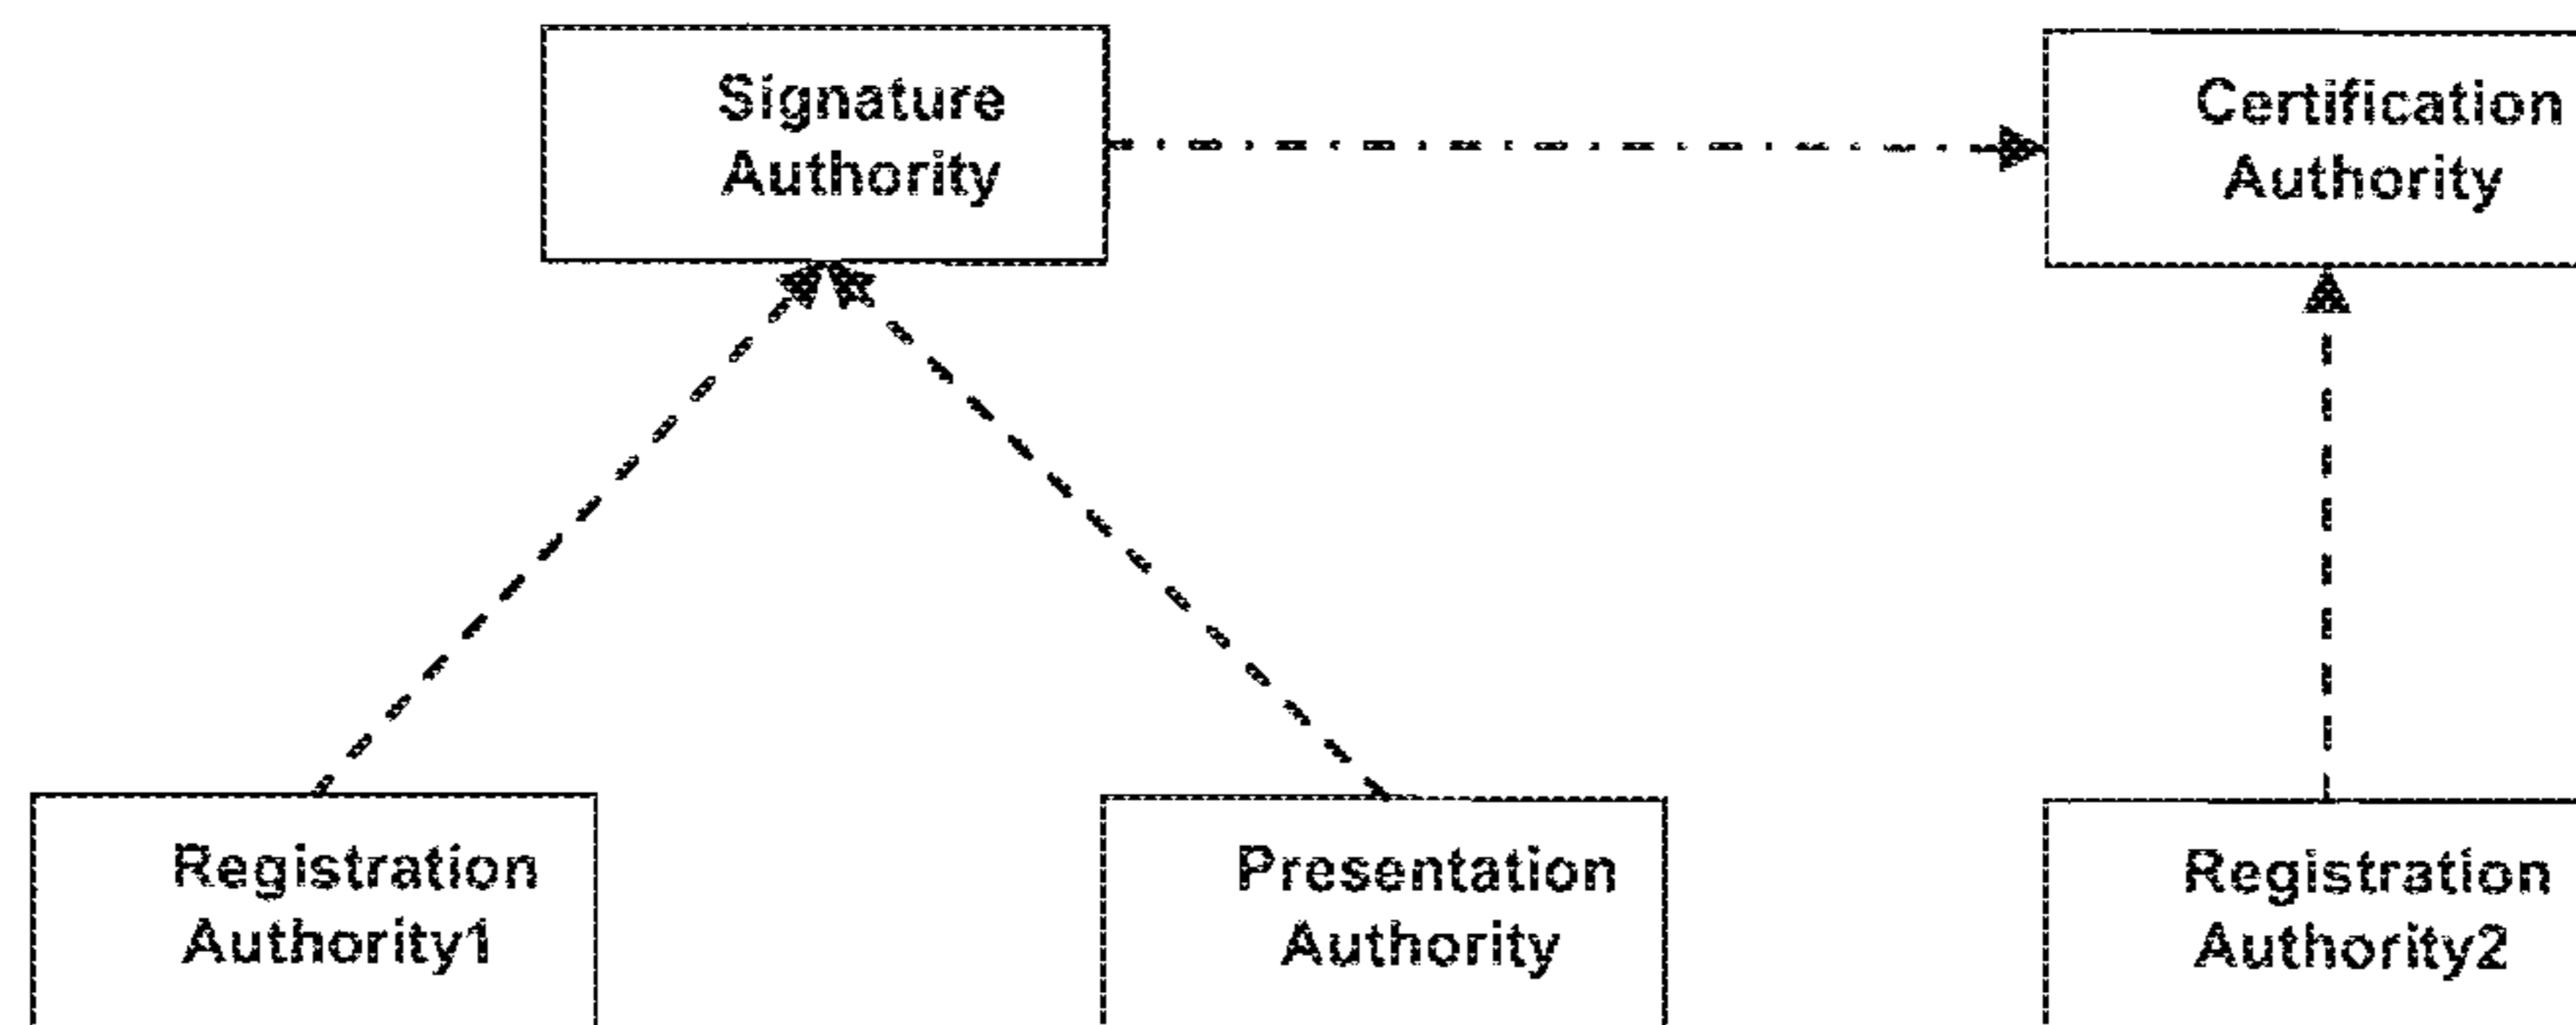 Signature
Authority
Certification
Authority
Registration
Authority1
Presentation
Authority
Registration
Authority2